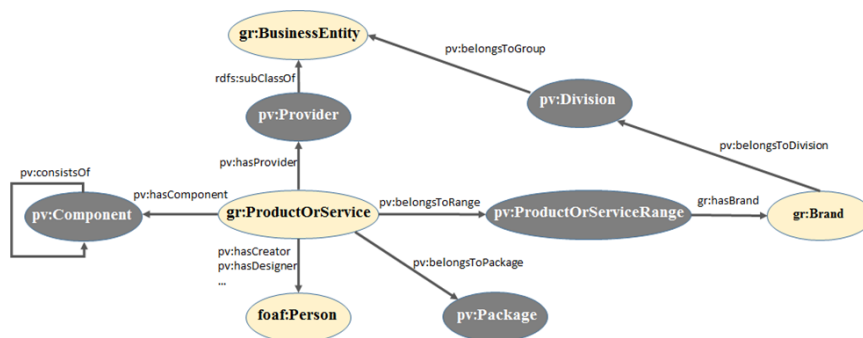 gr:BusinessEntity
pv:belongsToGroup
rdfs:subClassOf
pv:Division
pv:Provider
pv:belongsToDivision
pv:consistsOf
pv:hasProvider
pv:hasComponent
pv:belongsToRange
gr:hasBrand
pv:Component
gr:ProductOrService
pv:ProductOrServiceRange
gr:Brand
pv:hasCreator
pv:hasDesigner
...
pv:belongsToPackage
foaf:Person
pv:Package